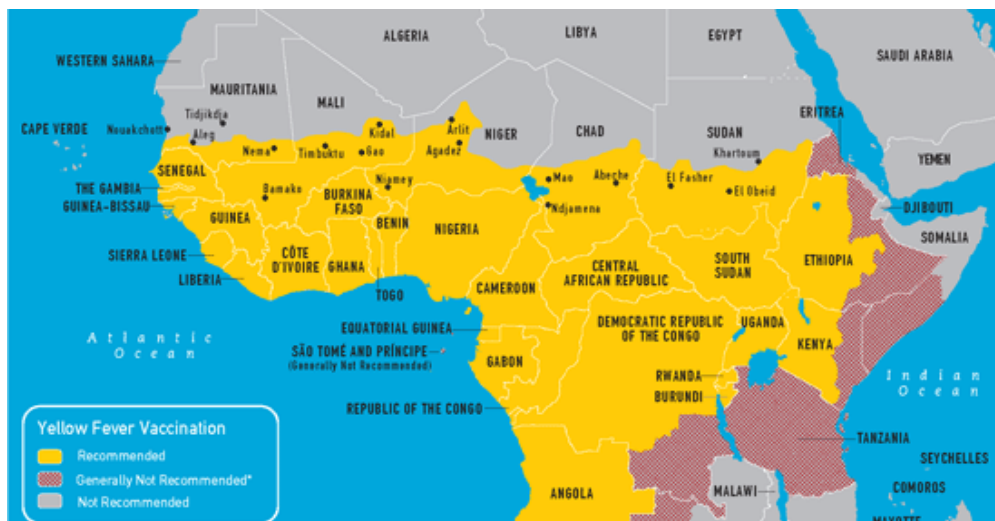 ALGERIA
LIBYA
EGYPT
SAUDI ARABIA
WESTERN SAHARA
MAURITANIA
MALI
Tidjikdja
CAPE VERDE
Nouakchott
Aleg
Kidal
Arlit
NIGER
CHAD
SUDAN
ERITREA
Nema
Timbuktu
Gao
Agadez
Khartoum
YEMEN
SENEGAL
THE GAMBIA
GUINEA-BISSAU
Bamako
BURKINA
FASO
Niamey
Mao
Abeche
El Fasher
El Obeid
Ndjamena
DJIBOUTI
GUINEA
BENIN
NIGERIA
SOMALIA
SIERRA LEONE
CÔTE
D'IVOIRE
GHANA
LIBERIA
TOGO
CAMEROON
CENTRAL
AFRICAN REPUBLIC
SOUTH
SUDAN
ETHIOPIA
Atlantic
Ocean
EQUATORIAL GUINEA
SÃO TOMÉ AND PRÍNCIPE
(Generally Not Recommended)
GABON
DEMOCRATIC REPUBLIC
OF THE CONGO
UGANDA
KENYA
Indian
Ocean
RWANDA
BURUNDI
REPUBLIC OF THE CONGO
TANZANIA
SEYCHELLES
COMOROS
MAYOTTE
ANGOLA
MALAWI
Yellow Fever Vaccination
Recommended
Generally Not Recommended*
Not Recommended